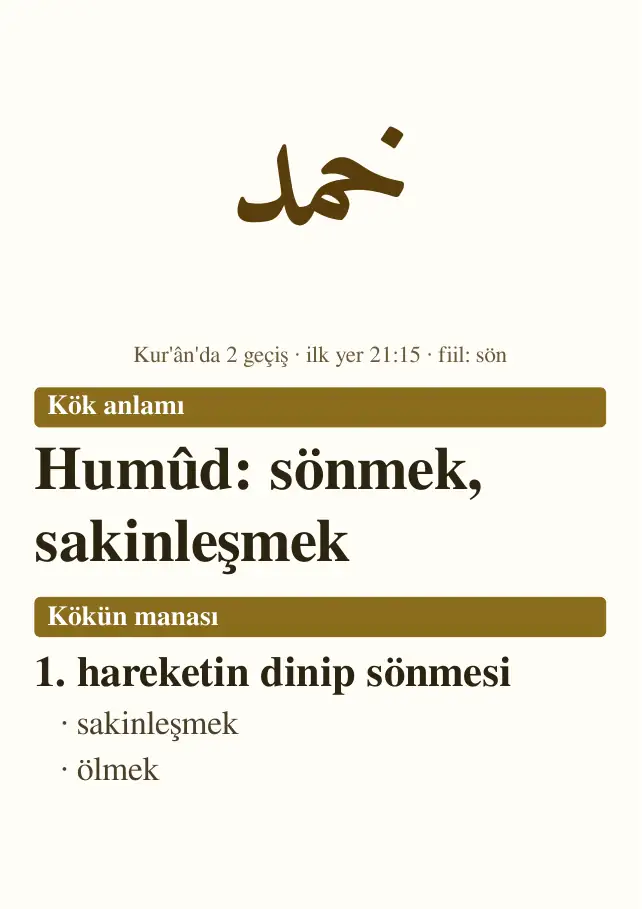 خمد
Kur'ân'da 2 geçiş · ilk yer 21:15 · fiil: sön
Kök anlamı
Humûd: sönmek,
sakinleşmek
Kökün manası
1. hareketin dinip sönmesi
· sakinleşmek
· ölmek